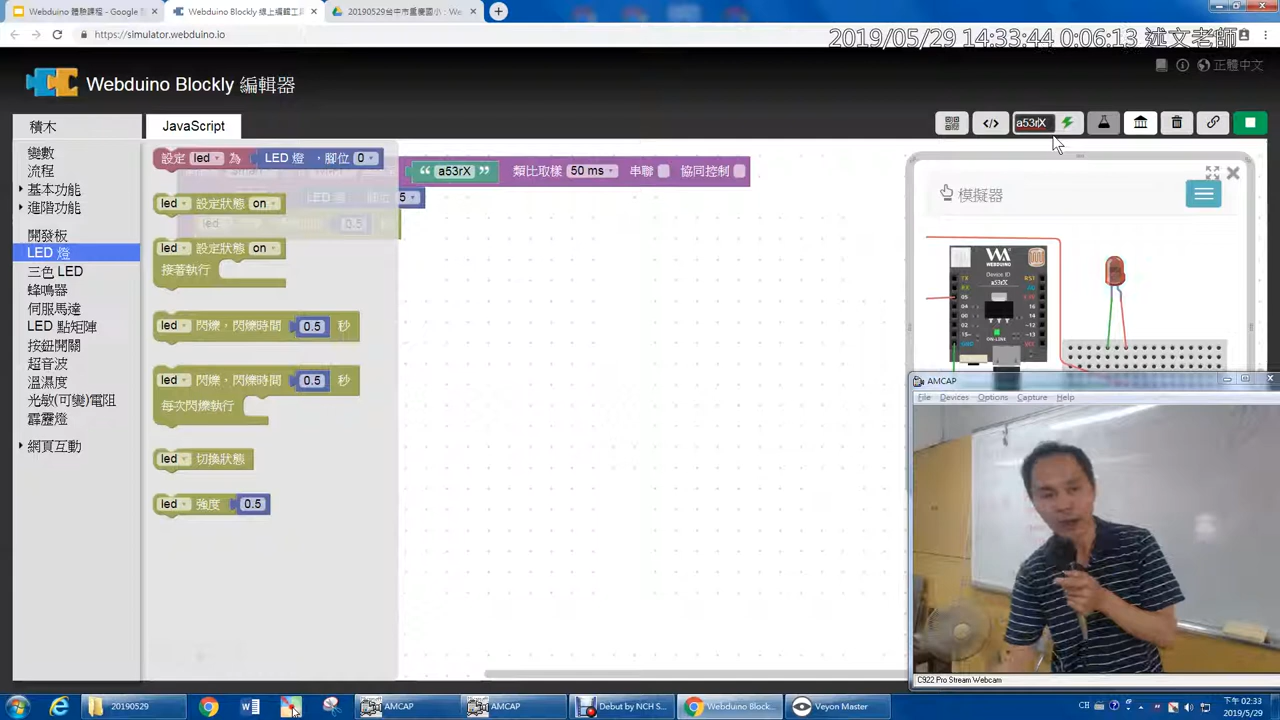 Webduino 體驗課程 - Google 簡
Webduino Blockly 線上編輯工具
20190529台中市重慶國小：We
https://simulator.webduino.io
2019/05/29 14:33:44 0:06:13 述文老師
Webduino Blockly 編輯器
正體中文
積木
JavaScript
a53rX
變數
流程
基本功能
進階功能
開發板
LED 燈
三色 LED
蜂鳴器
伺服馬達
LED 點矩陣
按鈕開關
超音波
溫濕度
光敏(可變)電阻
霹靂燈
網頁互動
設定 led 為 LED 燈 ，腳位 0
led 設定狀態 on
led 設定狀態 on
接著執行
led 閃爍，閃爍時間 0.5 秒
led 閃爍，閃爍時間 0.5 秒
每次閃爍執行
led 切換狀態
led 強度 0.5
“ a53rX ” 類比取樣 50 ms 串聯 協同控制
5
模擬器
WEBDUINO
Device ID
a53rX
ON-LINE
AMCAP
File Devices Options Capture Help
C922 Pro Stream Webcam
20190529
AMCAP
AMCAP
Debut by NCH S...
Webduino Block...
Veyon Master
CH
下午 02:33
2019/5/29